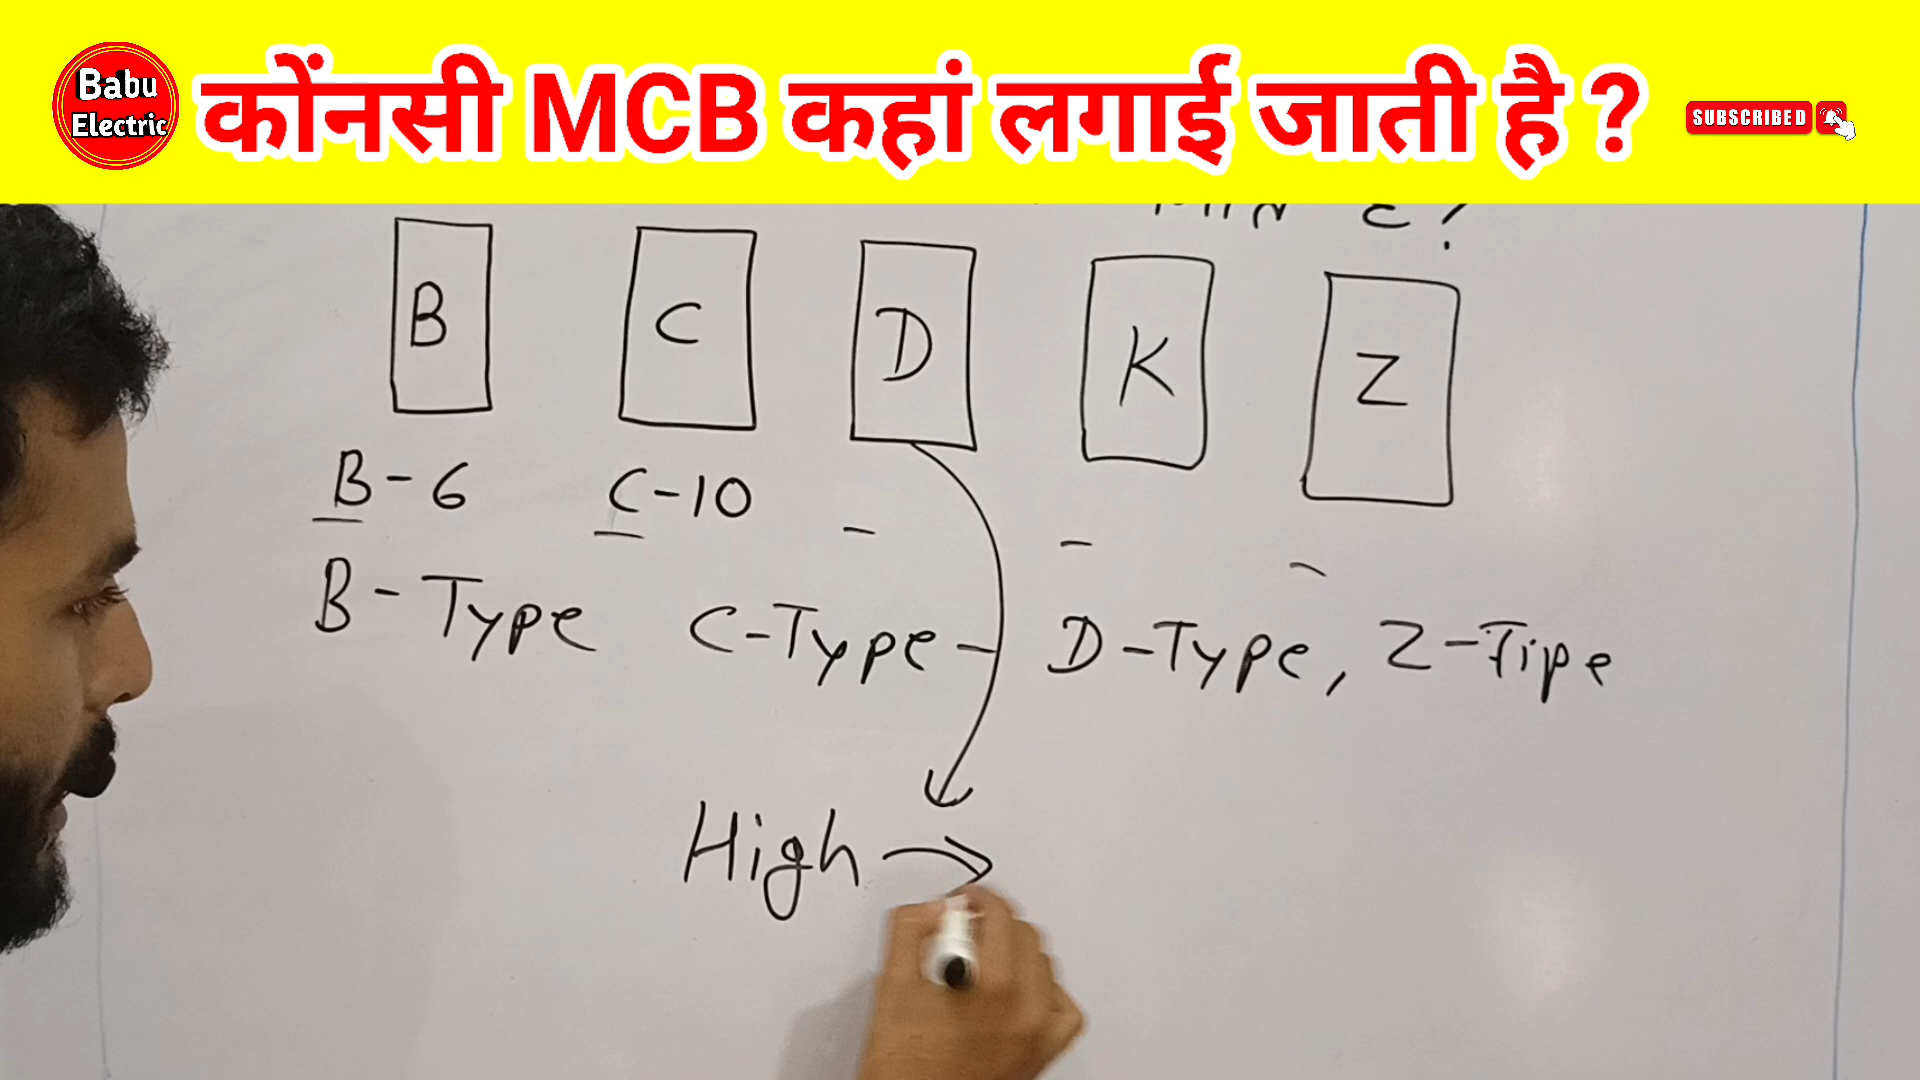 Babu
Electric
कोंनसी MCB कहां लगाई जाती है ?
SUBSCRIBED
B C D K Z
B-6 C-10 - - -
B-Type C-Type - D-Type, Z-Tipe
High →